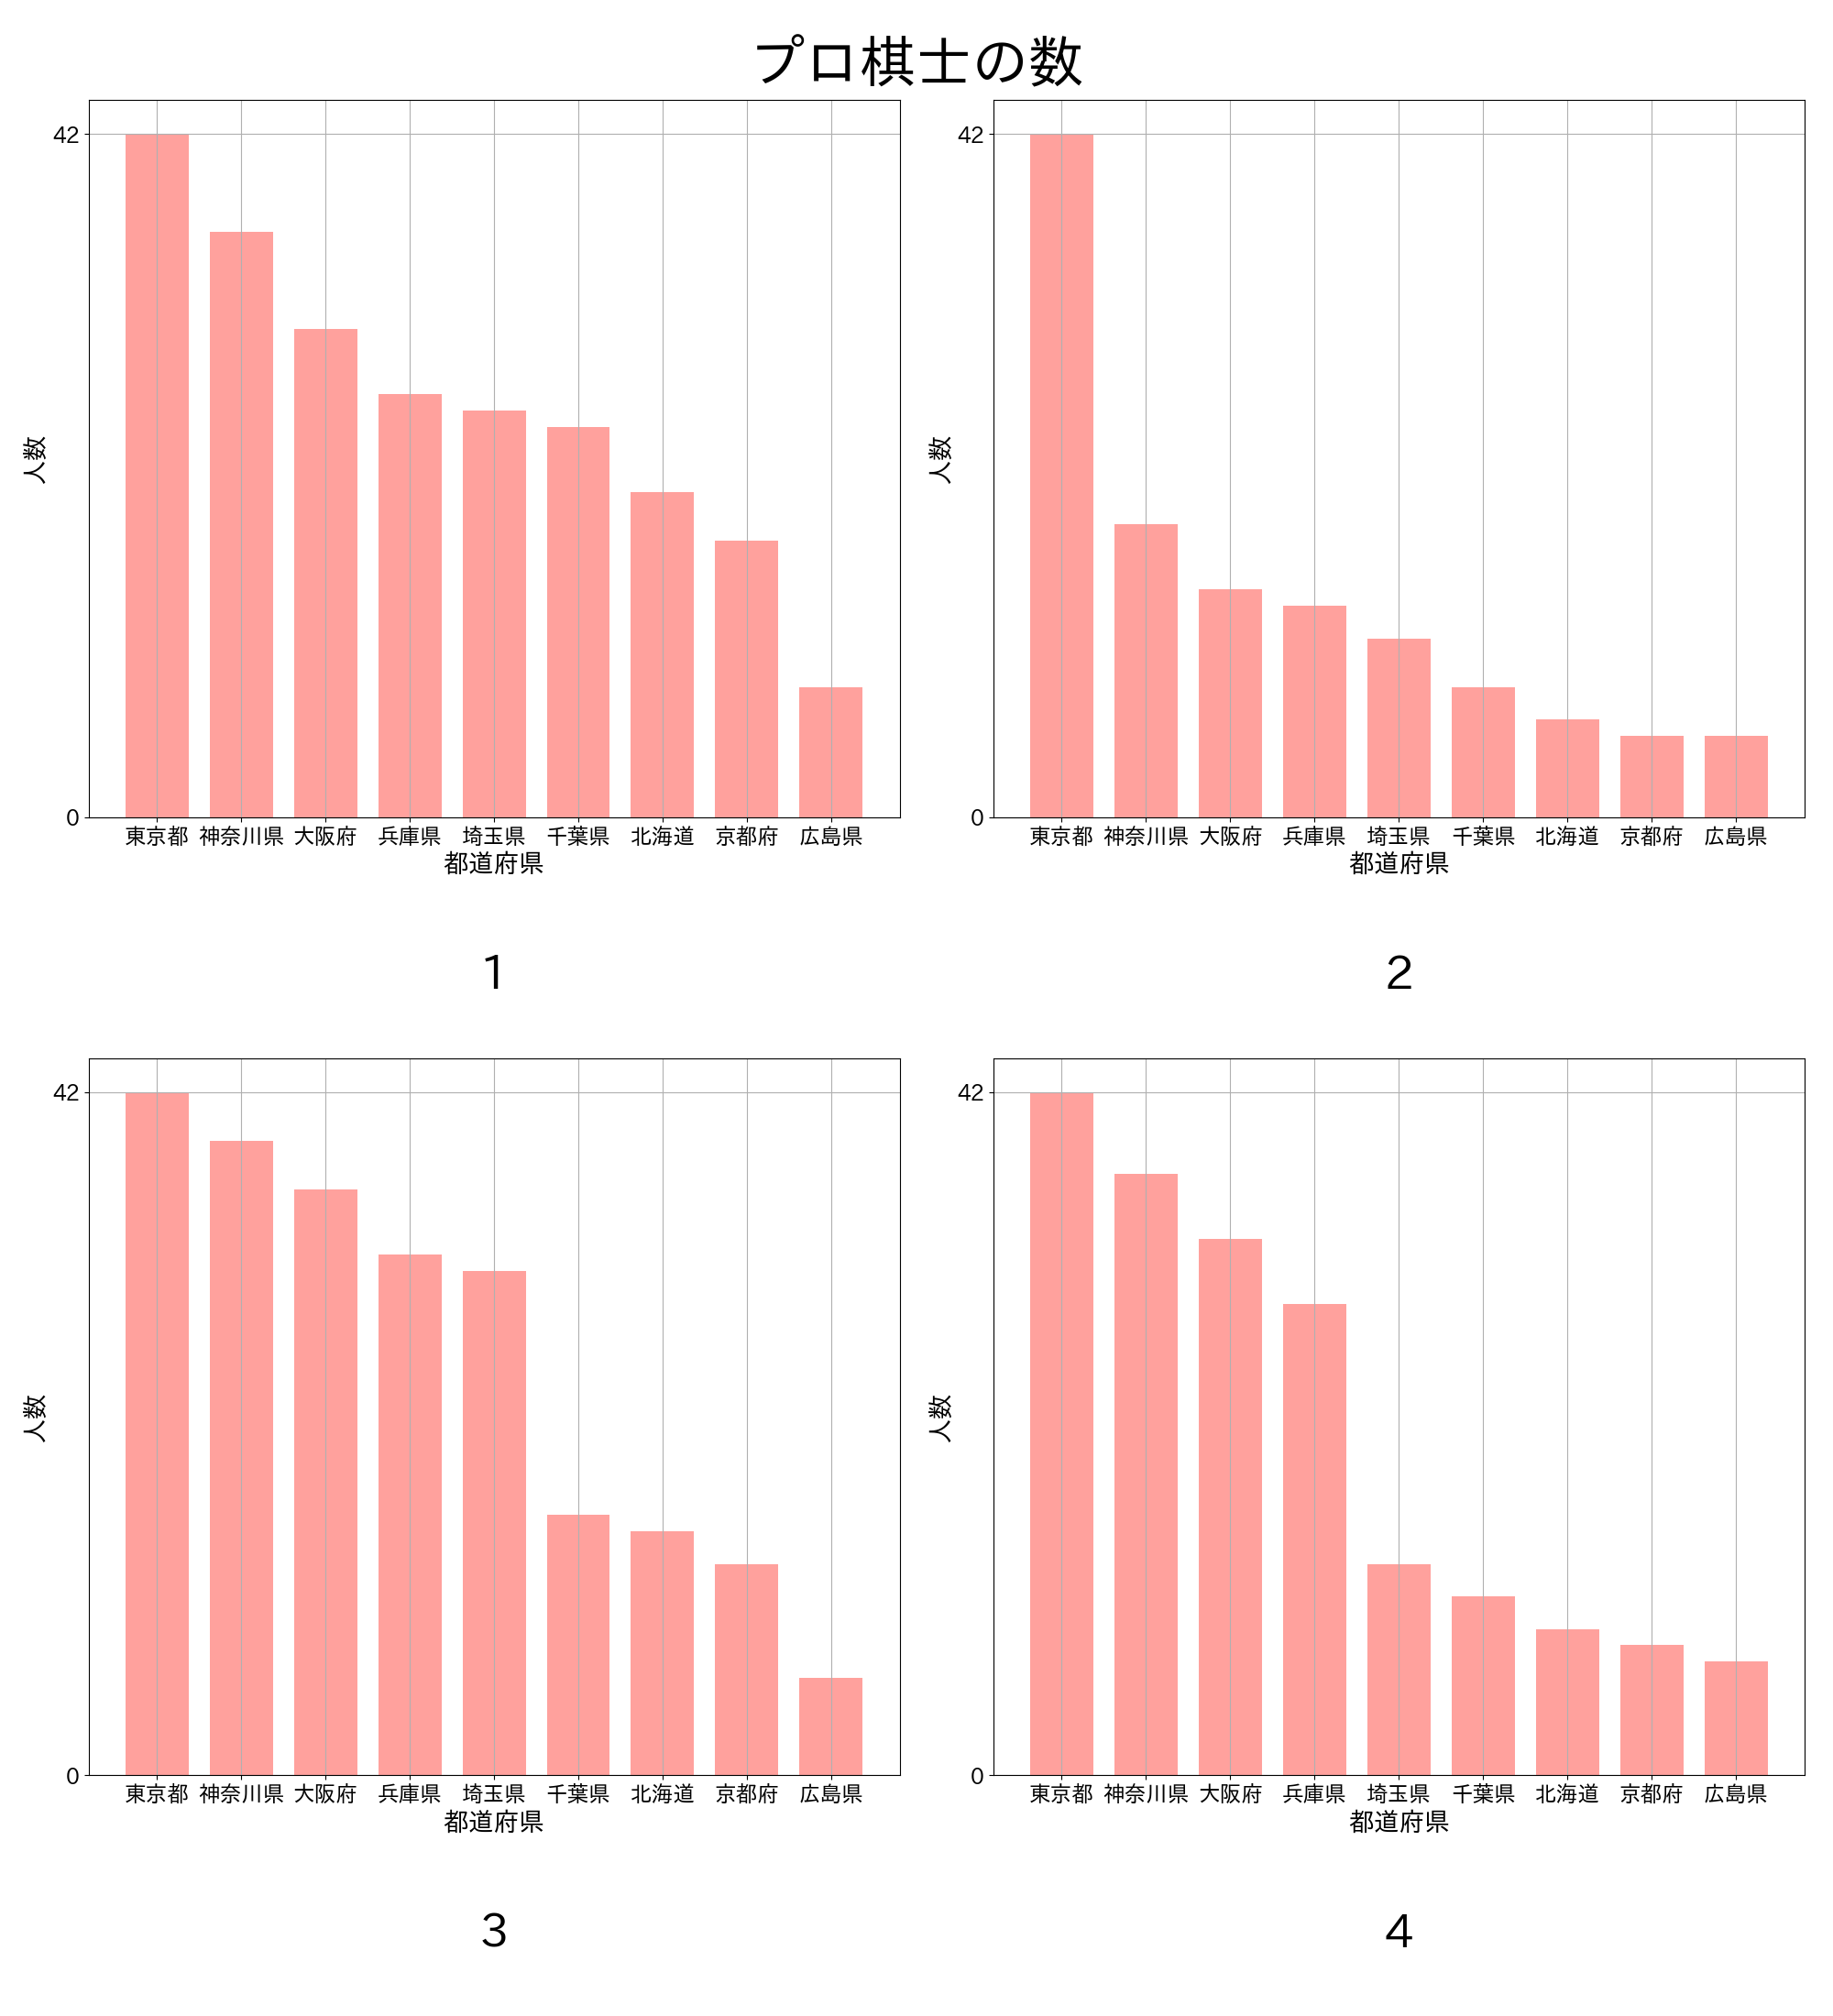 プロ棋士の数
42
0
人数
東京都 神奈川県 大阪府 兵庫県 埼玉県 千葉県 北海道 京都府 広島県
都道府県
1
42
0
人数
東京都 神奈川県 大阪府 兵庫県 埼玉県 千葉県 北海道 京都府 広島県
都道府県
2
42
0
人数
東京都 神奈川県 大阪府 兵庫県 埼玉県 千葉県 北海道 京都府 広島県
都道府県
3
42
0
人数
東京都 神奈川県 大阪府 兵庫県 埼玉県 千葉県 北海道 京都府 広島県
都道府県
4